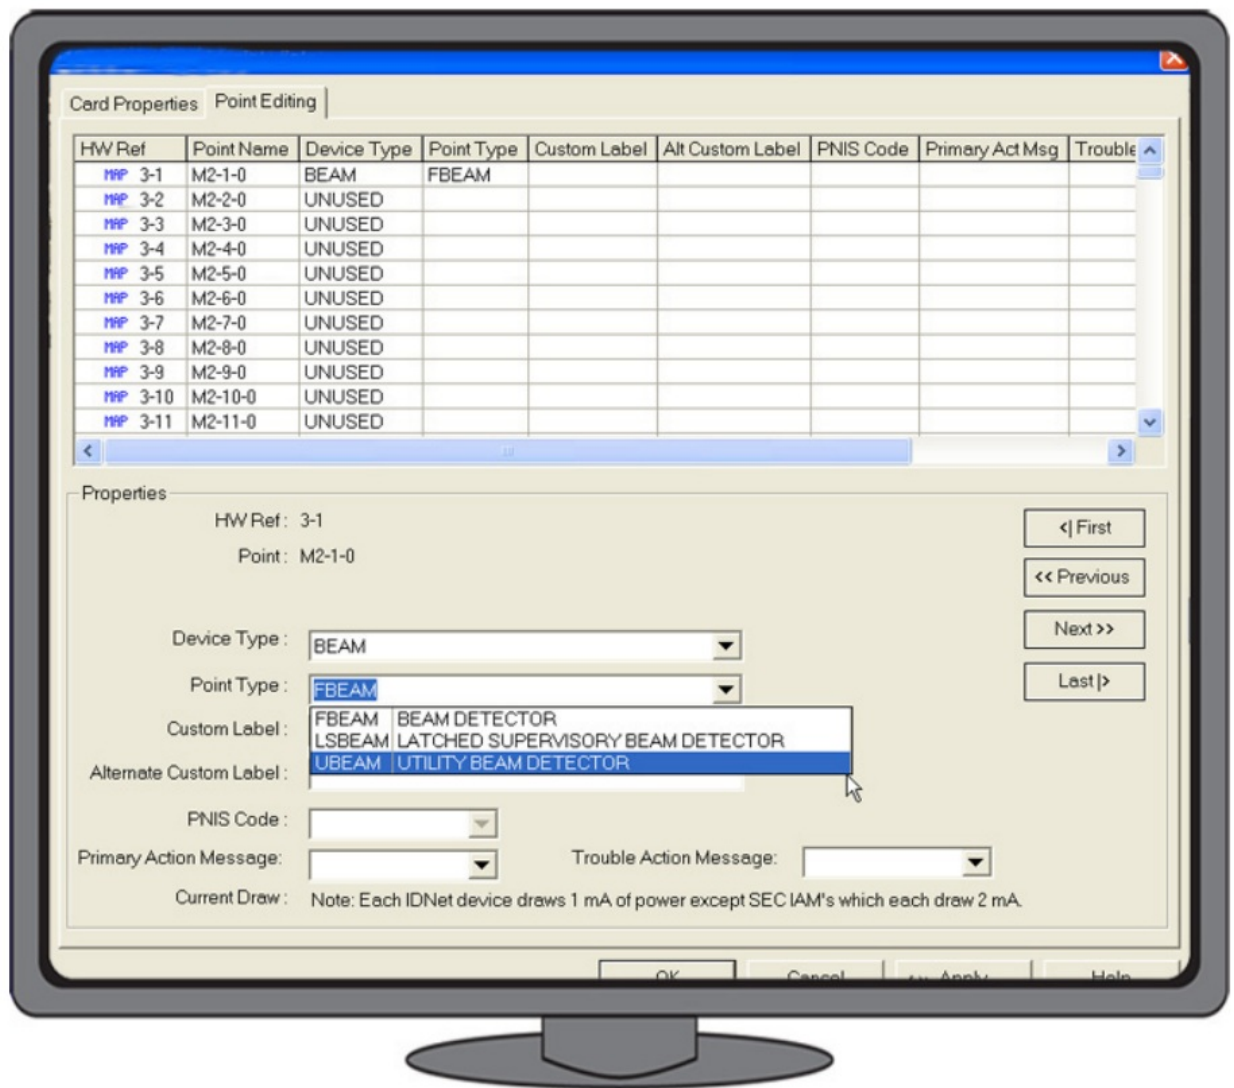 Card Properties Point Editing
HW Ref Point Name Device Type Point Type Custom Label Alt Custom Label PNIS Code Primary Act Msg Trouble
MAP 3-1 M2-1-0 BEAM FBEAM
MAP 3-2 M2-2-0 UNUSED
MAP 3-3 M2-3-0 UNUSED
MAP 3-4 M2-4-0 UNUSED
MAP 3-5 M2-5-0 UNUSED
MAP 3-6 M2-6-0 UNUSED
MAP 3-7 M2-7-0 UNUSED
MAP 3-8 M2-8-0 UNUSED
MAP 3-9 M2-9-0 UNUSED
MAP 3-10 M2-10-0 UNUSED
MAP 3-11 M2-11-0 UNUSED
Properties
HW Ref : 3-1
<| First
Point : M2-1-0
<< Previous
Device Type : BEAM
Next >>
Point Type : FBEAM
Last |>
FBEAM BEAM DETECTOR
Custom Label :
LSBEAM LATCHED SUPERVISORY BEAM DETECTOR
UBEAM UTILITY BEAM DETECTOR
Alternate Custom Label :
PNIS Code :
Primary Action Message: Trouble Action Message:
Current Draw : Note: Each IDNet device draws 1 mA of power except SEC IAM's which each draw 2 mA.
OK Cancel Apply Help